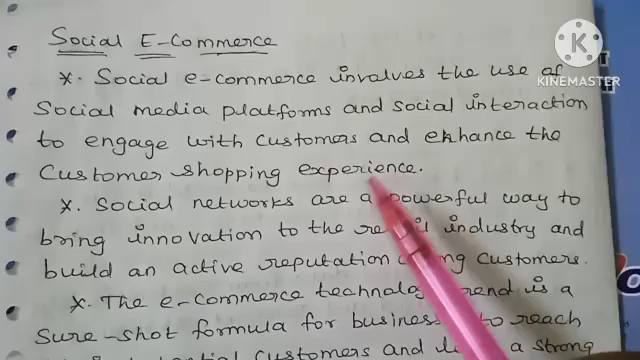 Social E-Commerce
*. Social e-commerce involves the use of
Social media platforms and social interaction
to engage with customers and enhance the
customer shopping experience.
*. Social networks are a powerful way to
bring innovation to the industry and
build an active reputation customers.
*. The e-commerce technology is a
sure-shot formula for business to reach
customers and a strong
K
KINEMASTER